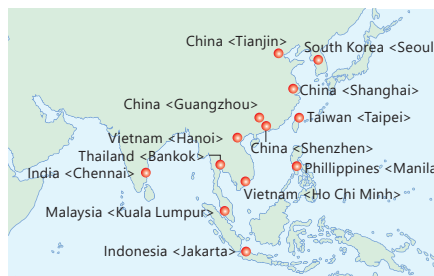 China <Tianjin>
South Korea <Seoul
China <Shanghai>
China <Guangzhou>
Taiwan <Taipei>
Vietnam <Hanoi>
China <Shenzhen>
Thailand <Bankok>
India <Chennai>
Phillippines <Manila
Vietnam <Ho Chi Minh>
Malaysia <Kuala Lumpur>
Indonesia <Jakarta>